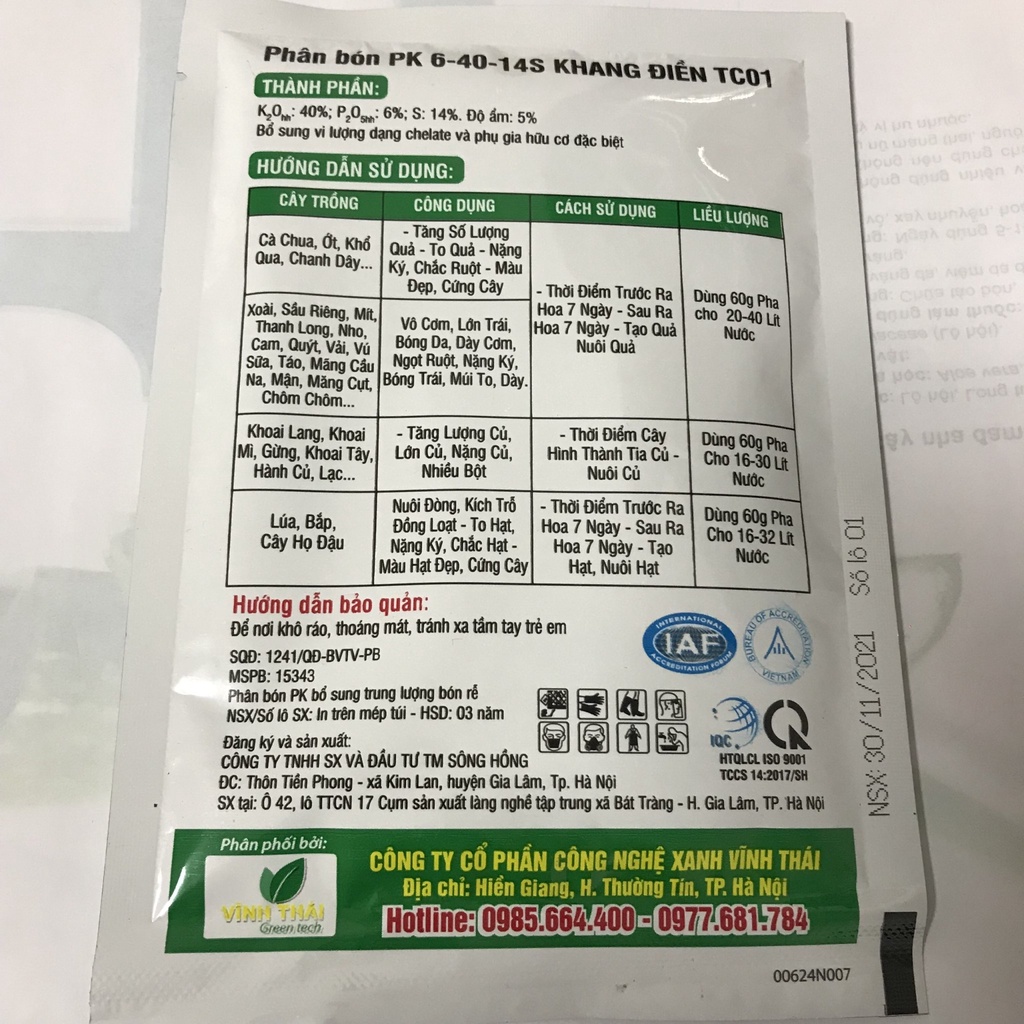 Phân bón PK 6-40-14S KHANG ĐIỀN TC01
THÀNH PHẦN:
K₂Ohh: 40%; P₂O₅hh: 6%; S: 14%. Độ ẩm: 5%
Bổ sung vi lượng dạng chelate và phụ gia hữu cơ đặc biệt
HƯỚNG DẪN SỬ DỤNG:
CÂY TRỒNG
CÔNG DỤNG
CÁCH SỬ DỤNG
LIỀU LƯỢNG
Cà Chua, Ớt, Khổ
Qua, Chanh Dây...
- Tăng Số Lượng
Quả - To Quả - Nặng
Ký, Chắc Ruột - Màu
Đẹp, Cứng Cây
- Thời Điểm Trước Ra
Hoa 7 Ngày - Sau Ra
Hoa 7 Ngày - Tạo Quả
Nuôi Quả
Dùng 60g Pha
cho 20-40 Lít
Nước
Xoài, Sầu Riêng, Mít,
Thanh Long, Nho,
Cam, Quýt, Vải, Vú
Sữa, Táo, Mãng Cầu
Na, Mận, Măng Cụt,
Chôm Chôm...
Vô Cơm, Lớn Trái,
Bóng Da, Dày Cơm,
Ngọt Ruột, Nặng Ký,
Bóng Trái, Múi To, Dày.
Khoai Lang, Khoai
Mì, Gừng, Khoai Tây,
Hành Củ, Lạc...
- Tăng Lượng Củ,
Lớn Củ, Nặng Củ,
Nhiều Bột
- Thời Điểm Cây
Hình Thành Tia Củ -
Nuôi Củ
Dùng 60g Pha
Cho 16-30 Lít
Nước
Lúa, Bắp,
Cây Họ Đậu
Nuôi Đòng, Kích Trỗ
Đồng Loạt - To Hạt,
Nặng Ký, Chắc Hạt -
Màu Hạt Đẹp, Cứng Cây
- Thời Điểm Trước Ra
Hoa 7 Ngày - Sau Ra
Hoa 7 Ngày - Tạo
Hạt, Nuôi Hạt
Dùng 60g Pha
Cho 16-32 Lít
Nước
Hướng dẫn bảo quản:
Để nơi khô ráo, thoáng mát, tránh xa tầm tay trẻ em
SQĐ: 1241/QĐ-BVTV-PB
MSPB: 15343
Phân bón PK bổ sung trung lượng bón rễ
NSX/Số lô SX: In trên mép túi - HSD: 03 năm
INTERNATIONAL
IAF
ACCREDITATION FORUM
BUREAU OF ACCREDITATION
VIETNAM
IQC
HTQLCL ISO 9001
TCCS 14:2017/SH
Đăng ký và sản xuất:
CÔNG TY TNHH SX VÀ ĐẦU TƯ TM SÔNG HỒNG
ĐC: Thôn Tiền Phong - xã Kim Lan, huyện Gia Lâm, Tp. Hà Nội
SX tại: Ô 42, lô TTCN 17 Cụm sản xuất làng nghề tập trung xã Bát Tràng - H. Gia Lâm, TP. Hà Nội
NSX: 30/11/2021 Số lô 01
Phân phối bởi:
VĨNH THÁI
Green tech
CÔNG TY CỔ PHẦN CÔNG NGHỆ XANH VĨNH THÁI
Địa chỉ: Hiền Giang, H. Thường Tín, TP. Hà Nội
Hotline: 0985.664.400 - 0977.681.784
00624N007